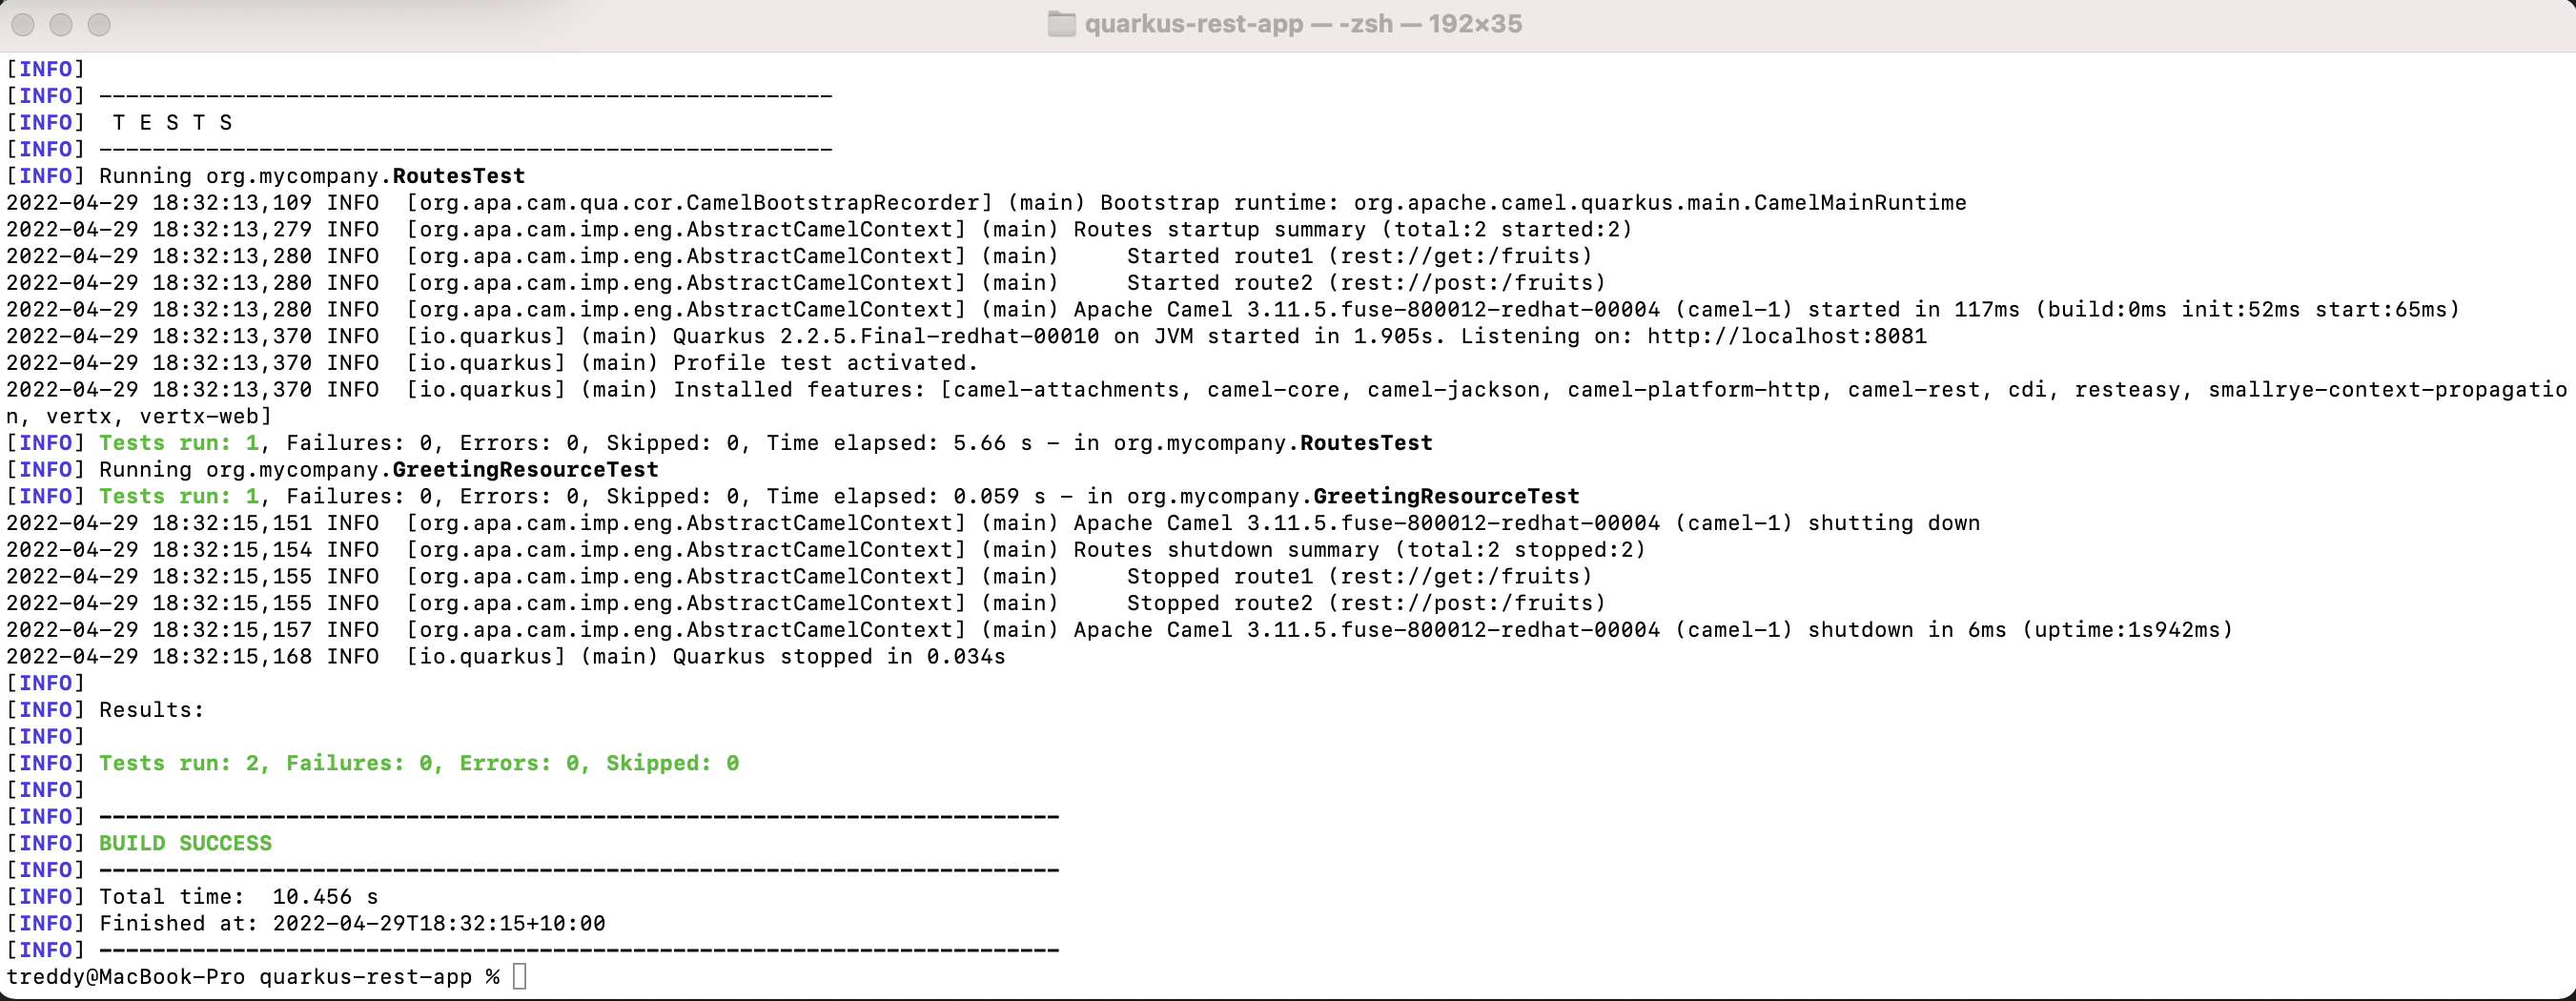 quarkus-rest-app — -zsh — 192×35
[INFO]
[INFO] -------------------------------------------------------
[INFO]  T E S T S
[INFO] -------------------------------------------------------
[INFO] Running org.mycompany.RoutesTest
2022-04-29 18:32:13,109 INFO  [org.apa.cam.qua.cor.CamelBootstrapRecorder] (main) Bootstrap runtime: org.apache.camel.quarkus.main.CamelMainRuntime
2022-04-29 18:32:13,279 INFO  [org.apa.cam.imp.eng.AbstractCamelContext] (main) Routes startup summary (total:2 started:2)
2022-04-29 18:32:13,280 INFO  [org.apa.cam.imp.eng.AbstractCamelContext] (main)     Started route1 (rest://get:/fruits)
2022-04-29 18:32:13,280 INFO  [org.apa.cam.imp.eng.AbstractCamelContext] (main)     Started route2 (rest://post:/fruits)
2022-04-29 18:32:13,280 INFO  [org.apa.cam.imp.eng.AbstractCamelContext] (main) Apache Camel 3.11.5.fuse-800012-redhat-00004 (camel-1) started in 117ms (build:0ms init:52ms start:65ms)
2022-04-29 18:32:13,370 INFO  [io.quarkus] (main) Quarkus 2.2.5.Final-redhat-00010 on JVM started in 1.905s. Listening on: http://localhost:8081
2022-04-29 18:32:13,370 INFO  [io.quarkus] (main) Profile test activated.
2022-04-29 18:32:13,370 INFO  [io.quarkus] (main) Installed features: [camel-attachments, camel-core, camel-jackson, camel-platform-http, camel-rest, cdi, resteasy, smallrye-context-propagatio
n, vertx, vertx-web]
[INFO] Tests run: 1, Failures: 0, Errors: 0, Skipped: 0, Time elapsed: 5.66 s - in org.mycompany.RoutesTest
[INFO] Running org.mycompany.GreetingResourceTest
[INFO] Tests run: 1, Failures: 0, Errors: 0, Skipped: 0, Time elapsed: 0.059 s - in org.mycompany.GreetingResourceTest
2022-04-29 18:32:15,151 INFO  [org.apa.cam.imp.eng.AbstractCamelContext] (main) Apache Camel 3.11.5.fuse-800012-redhat-00004 (camel-1) shutting down
2022-04-29 18:32:15,154 INFO  [org.apa.cam.imp.eng.AbstractCamelContext] (main) Routes shutdown summary (total:2 stopped:2)
2022-04-29 18:32:15,155 INFO  [org.apa.cam.imp.eng.AbstractCamelContext] (main)     Stopped route1 (rest://get:/fruits)
2022-04-29 18:32:15,155 INFO  [org.apa.cam.imp.eng.AbstractCamelContext] (main)     Stopped route2 (rest://post:/fruits)
2022-04-29 18:32:15,157 INFO  [org.apa.cam.imp.eng.AbstractCamelContext] (main) Apache Camel 3.11.5.fuse-800012-redhat-00004 (camel-1) shutdown in 6ms (uptime:1s942ms)
2022-04-29 18:32:15,168 INFO  [io.quarkus] (main) Quarkus stopped in 0.034s
[INFO]
[INFO] Results:
[INFO]
[INFO] Tests run: 2, Failures: 0, Errors: 0, Skipped: 0
[INFO]
[INFO] ------------------------------------------------------------------------
[INFO] BUILD SUCCESS
[INFO] ------------------------------------------------------------------------
[INFO] Total time:  10.456 s
[INFO] Finished at: 2022-04-29T18:32:15+10:00
[INFO] ------------------------------------------------------------------------
treddy@MacBook-Pro quarkus-rest-app %